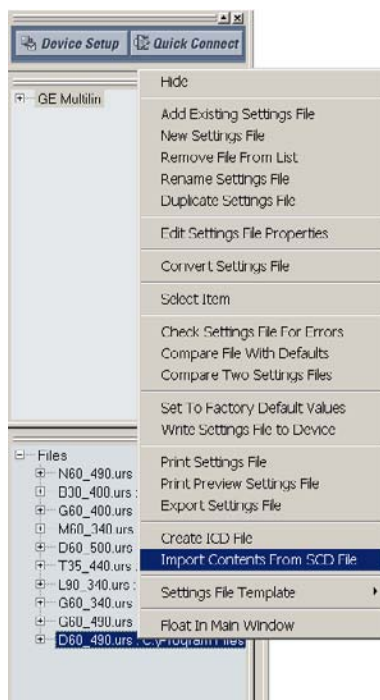 Device Setup Quick Connect
GE Multilin
Hide
Add Existing Settings File
New Settings File
Remove File From List
Rename Settings File
Duplicate Settings File
Edit Settings File Properties
Convert Settings File
Select Item
Check Settings File For Errors
Compare File With Defaults
Compare Two Settings Files
Set To Factory Default Values
Write Settings File to Device
Print Settings File
Print Preview Settings File
Export Settings File
Create ICD File
Import Contents From SCD File
Settings File Template
Float In Main Window
Files
N60_490.urs
B30_400.urs :
G60_400.urs
M60_340.urs
D60_500.urs
T35_440.urs :
L90_340.urs :
G60_340.urs
G60_490.urs
D60_490.urs : C:\Program Files